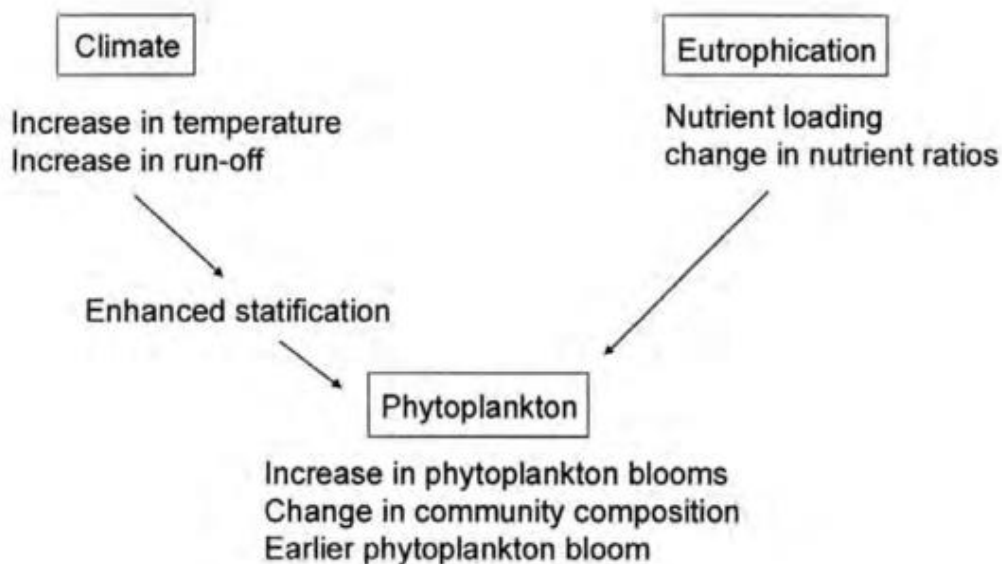 Climate
Increase in temperature
Increase in run-off
Enhanced statification
Eutrophication
Nutrient loading
change in nutrient ratios
Phytoplankton
Increase in phytoplankton blooms
Change in community composition
Earlier phytoplankton bloom